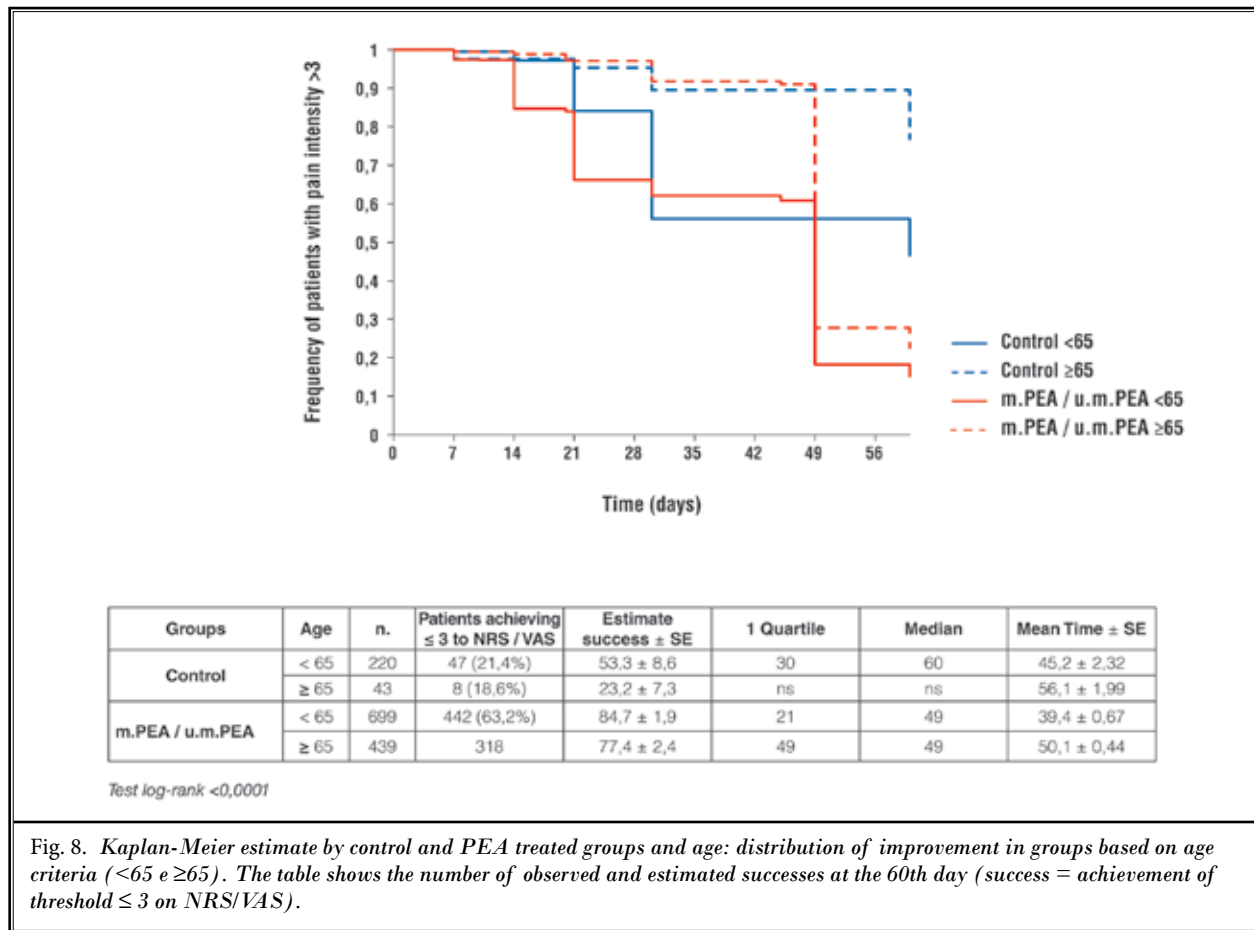 Frequency of patients with pain intensity >3
1
0,9
0,8
0,7
0,6
0,5
0,4
0,3
0,2
0,1
0
0 7 14 21 28 35 42 49 56
Time (days)
Control <65
Control ≥65
m.PEA / u.m.PEA <65
m.PEA / u.m.PEA ≥65
Groups Age n. Patients achieving ≤ 3 to NRS / VAS Estimate success ± SE 1 Quartile Median Mean Time ± SE
Control < 65 220 47 (21,4%) 53,3 ± 8,6 30 60 45,2 ± 2,32
≥ 65 43 8 (18,6%) 23,2 ± 7,3 ns ns 56,1 ± 1,99
m.PEA / u.m.PEA < 65 699 442 (63,2%) 84,7 ± 1,9 21 49 39,4 ± 0,67
≥ 65 439 318 77,4 ± 2,4 49 49 50,1 ± 0,44
Test log-rank <0,0001
Fig. 8. Kaplan-Meier estimate by control and PEA treated groups and age: distribution of improvement in groups based on age
criteria (<65 e ≥65). The table shows the number of observed and estimated successes at the 60th day (success = achievement of
threshold ≤ 3 on NRS/VAS).